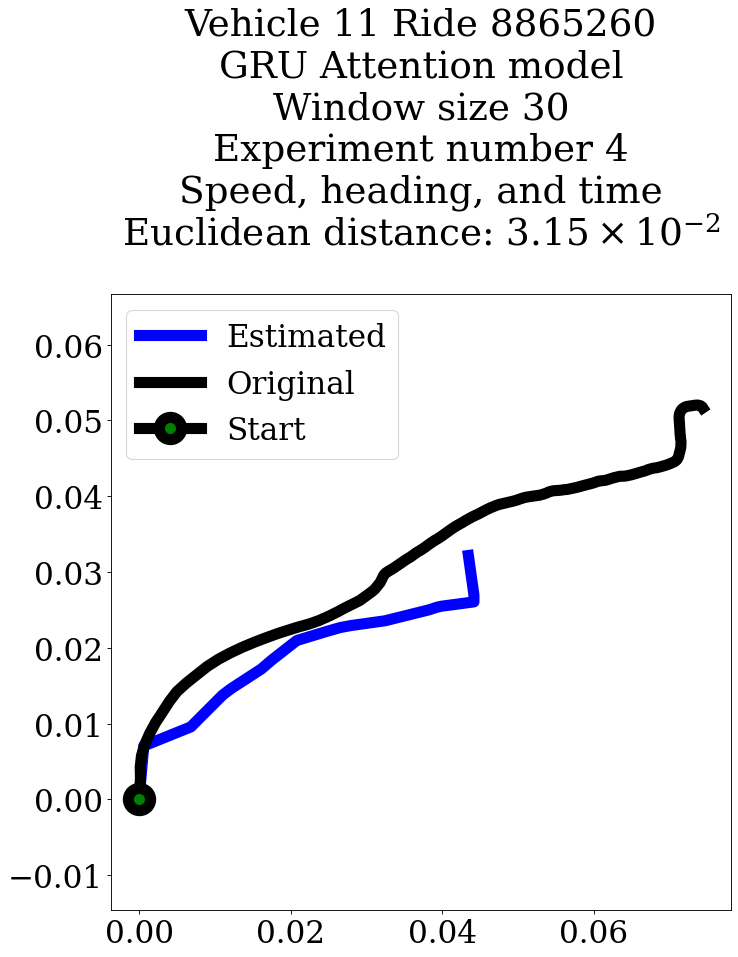 Vehicle 11 Ride 8865260
GRU Attention model
Window size 30
Experiment number 4
Speed, heading, and time
Euclidean distance: 3.15 × 10⁻²
Estimated
Original
Start
0.06
0.05
0.04
0.03
0.02
0.01
0.00
−0.01
0.00 0.02 0.04 0.06